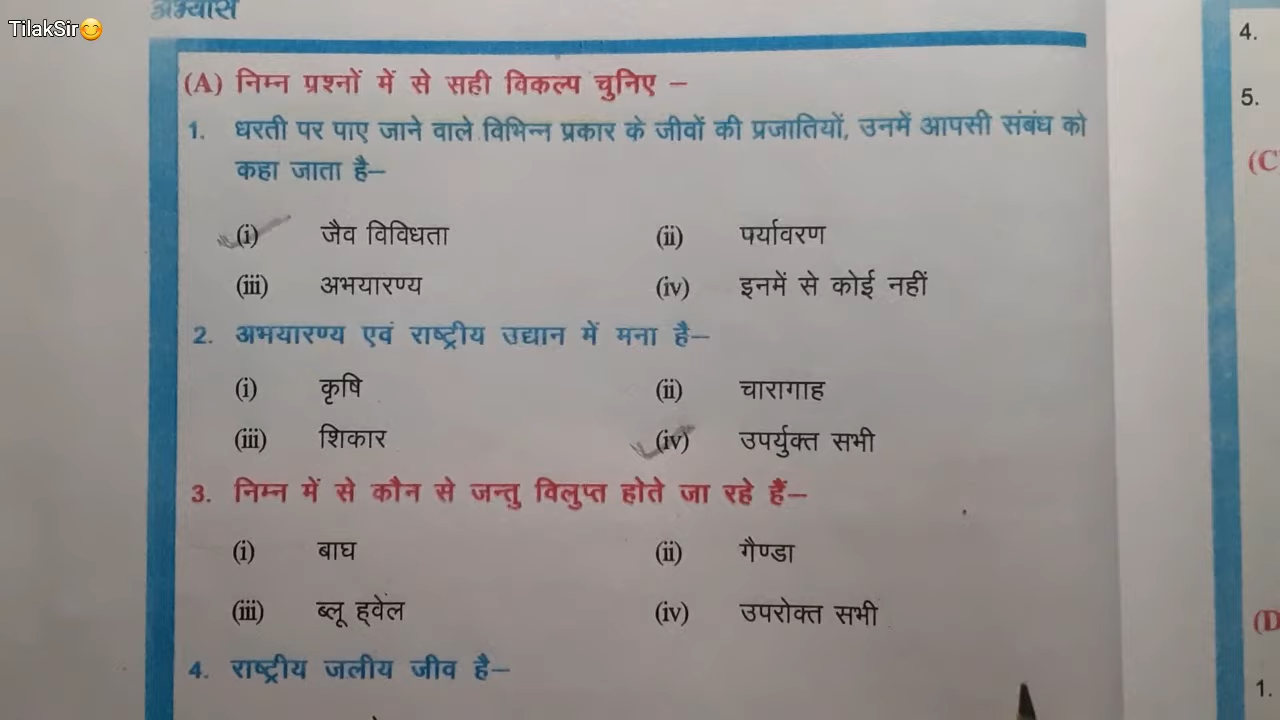 TilakSir😊
अभ्यास
(A) निम्न प्रश्नों में से सही विकल्प चुनिए –
1. धरती पर पाए जाने वाले विभिन्न प्रकार के जीवों की प्रजातियों, उनमें आपसी संबंध को
कहा जाता है–
(i) जैव विविधता (ii) पर्यावरण
(iii) अभयारण्य (iv) इनमें से कोई नहीं
2. अभयारण्य एवं राष्ट्रीय उद्यान में मना है–
(i) कृषि (ii) चारागाह
(iii) शिकार (iv) उपर्युक्त सभी
3. निम्न में से कौन से जन्तु विलुप्त होते जा रहे हैं–
(i) बाघ (ii) गैण्डा
(iii) ब्लू ह्वेल (iv) उपरोक्त सभी
4. राष्ट्रीय जलीय जीव है–
4.
5.
(C
(D
1.